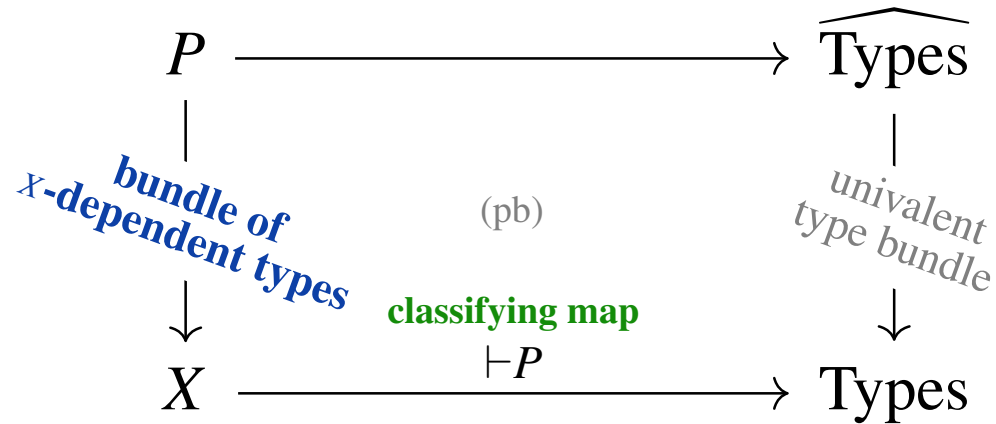 P
Types
bundle of
x-dependent types
(pb)
univalent
type bundle
classifying map
⊢P
X
Types